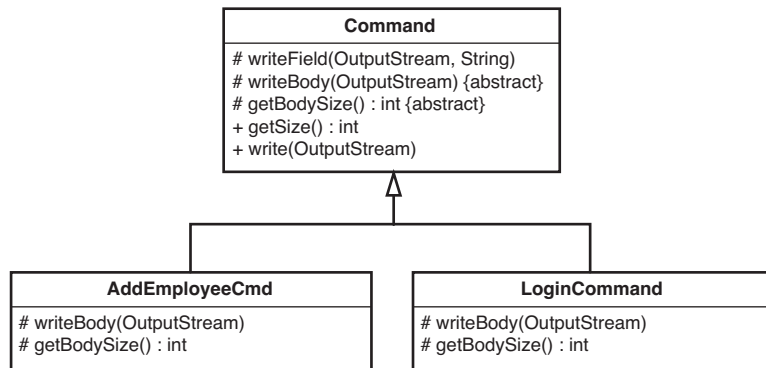 Command
# writeField(OutputStream, String)
# writeBody(OutputStream) {abstract}
# getBodySize() : int {abstract}
+ getSize() : int
+ write(OutputStream)
AddEmployeeCmd
# writeBody(OutputStream)
# getBodySize() : int
LoginCommand
# writeBody(OutputStream)
# getBodySize() : int